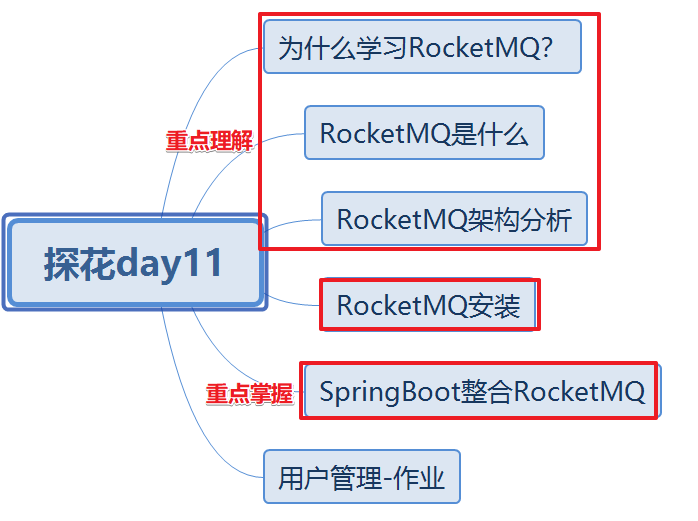 为什么学习RocketMQ?
重点理解
RocketMQ是什么
RocketMQ架构分析
探花day11
RocketMQ安装
重点掌握
SpringBoot整合RocketMQ
用户管理-作业